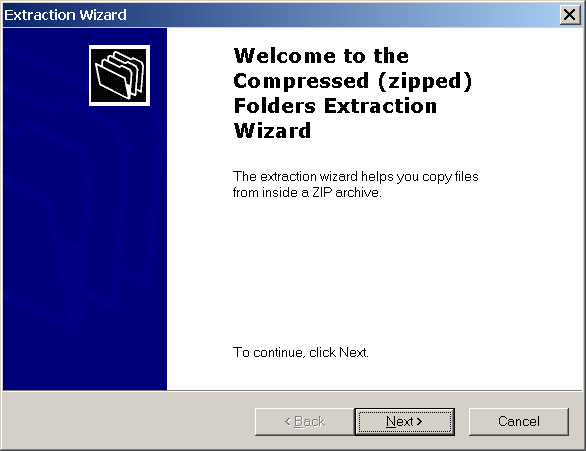 Extraction Wizard
Welcome to the
Compressed (zipped)
Folders Extraction
Wizard
The extraction wizard helps you copy files
from inside a ZIP archive.
To continue, click Next.
< Back
Next >
Cancel